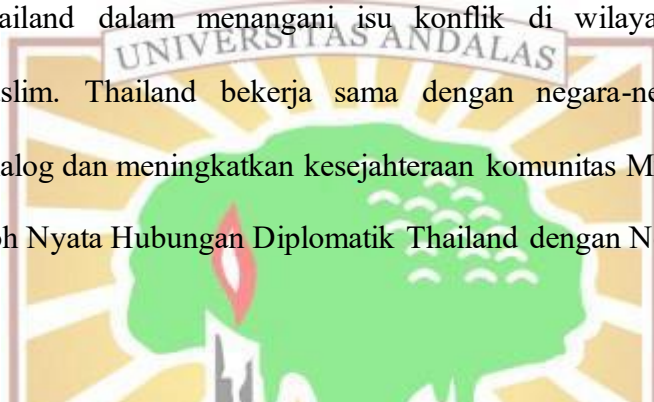 ailand dalam menangani isu konflik di wilaya
UNIVERSITAS ANDALAS
slim. Thailand bekerja sama dengan negara-ne
alog dan meningkatkan kesejahteraan komunitas M
oh Nyata Hubungan Diplomatik Thailand dengan N